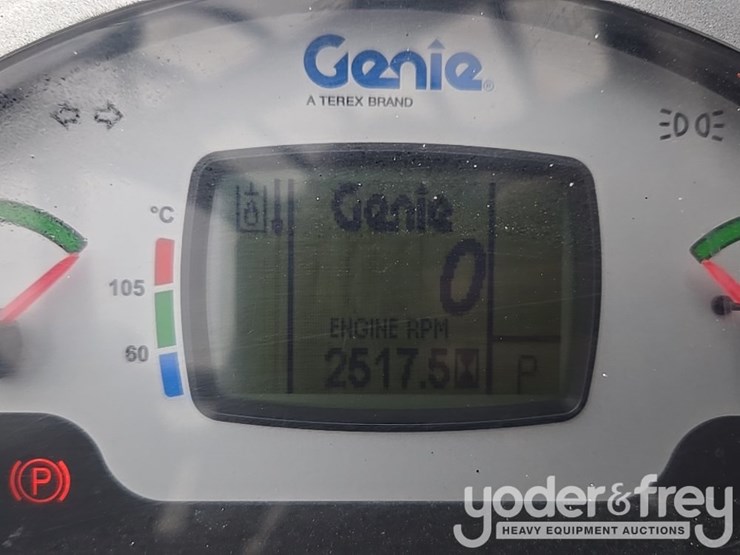 Genie®
A TEREX BRAND
°C
105
60
Genie
0
ENGINE RPM
2517.5
P
P
yoder&frey
HEAVY EQUIPMENT AUCTIONS